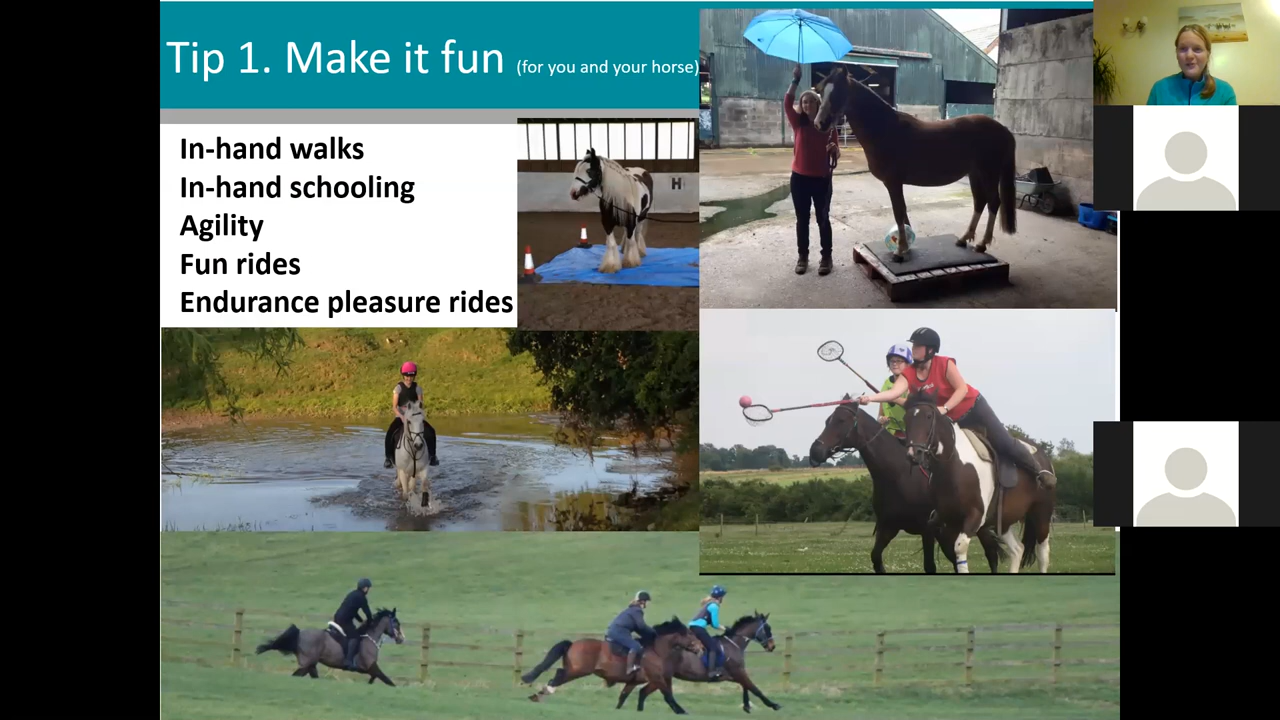 Tip 1. Make it fun (for you and your horse)
In-hand walks
In-hand schooling
Agility
Fun rides
Endurance pleasure rides
H